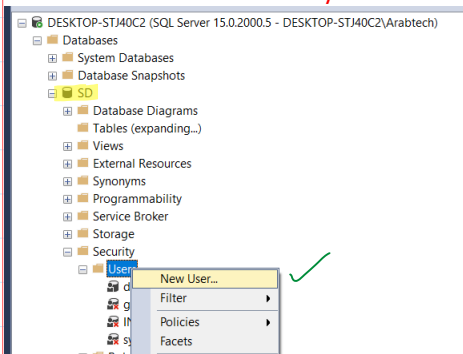 DESKTOP-STJ40C2 (SQL Server 15.0.2000.5 - DESKTOP-STJ40C2\Arabtech)
Databases
System Databases
Database Snapshots
SD
Database Diagrams
Tables (expanding...)
Views
External Resources
Synonyms
Programmability
Service Broker
Storage
Security
User
New User...
Filter
Policies
Facets